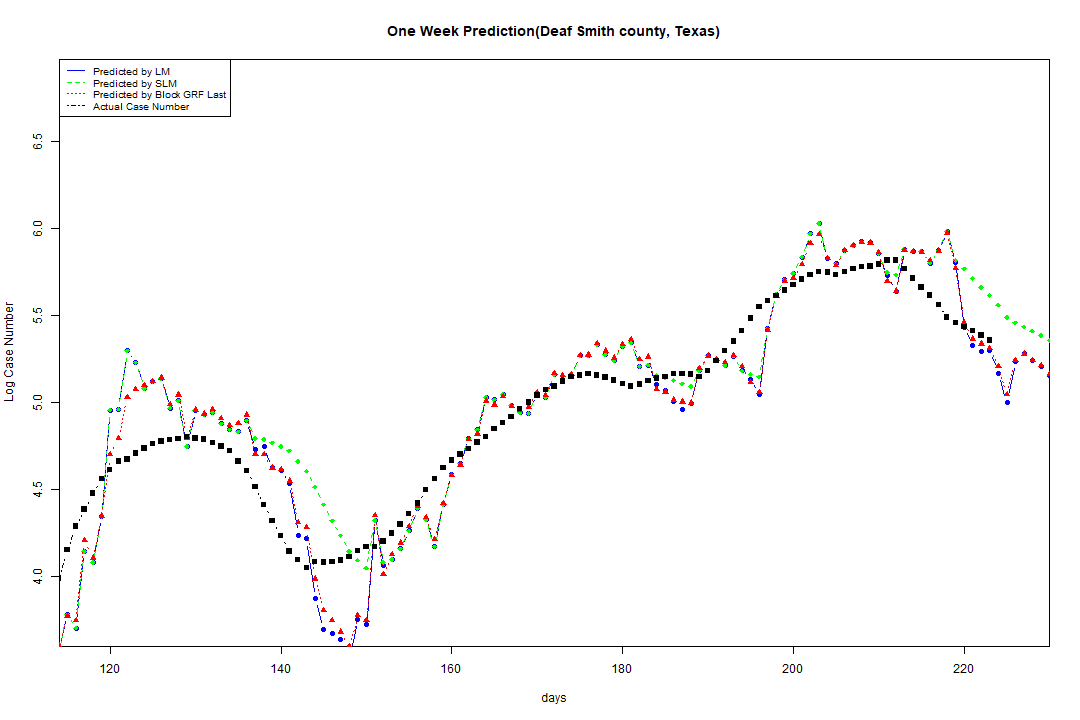 One Week Prediction(Deaf Smith county, Texas)
Predicted by LM
Predicted by SLM
Predicted by Block GRF Last
Actual Case Number
6.5
6.0
5.5
5.0
4.5
4.0
Log Case Number
120 140 160 180 200 220
days